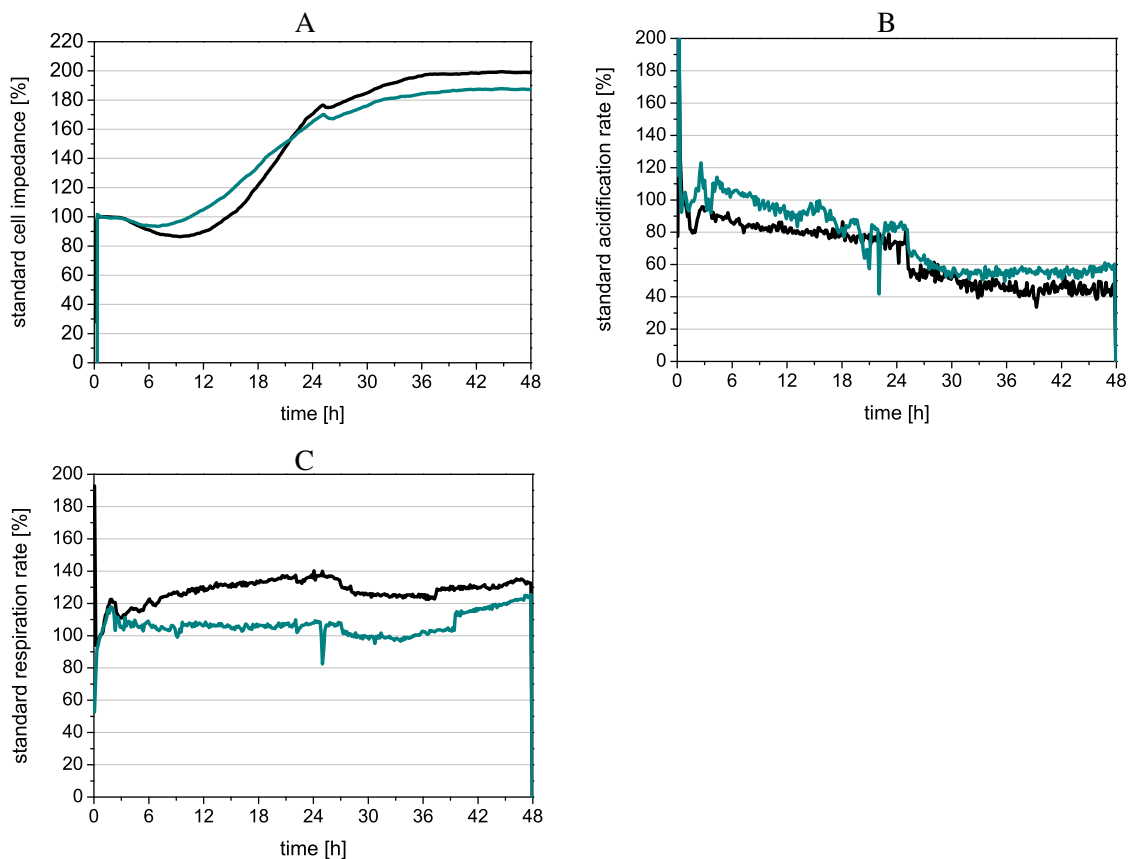 A
standard cell impedance [%]
220
200
180
160
140
120
100
80
60
40
20
0
0 6 12 18 24 30 36 42 48
time [h]
B
standard acidification rate [%]
200
180
160
140
120
100
80
60
40
20
0
0 6 12 18 24 30 36 42 48
time [h]
C
standard respiration rate [%]
200
180
160
140
120
100
80
60
40
20
0
0 6 12 18 24 30 36 42 48
time [h]